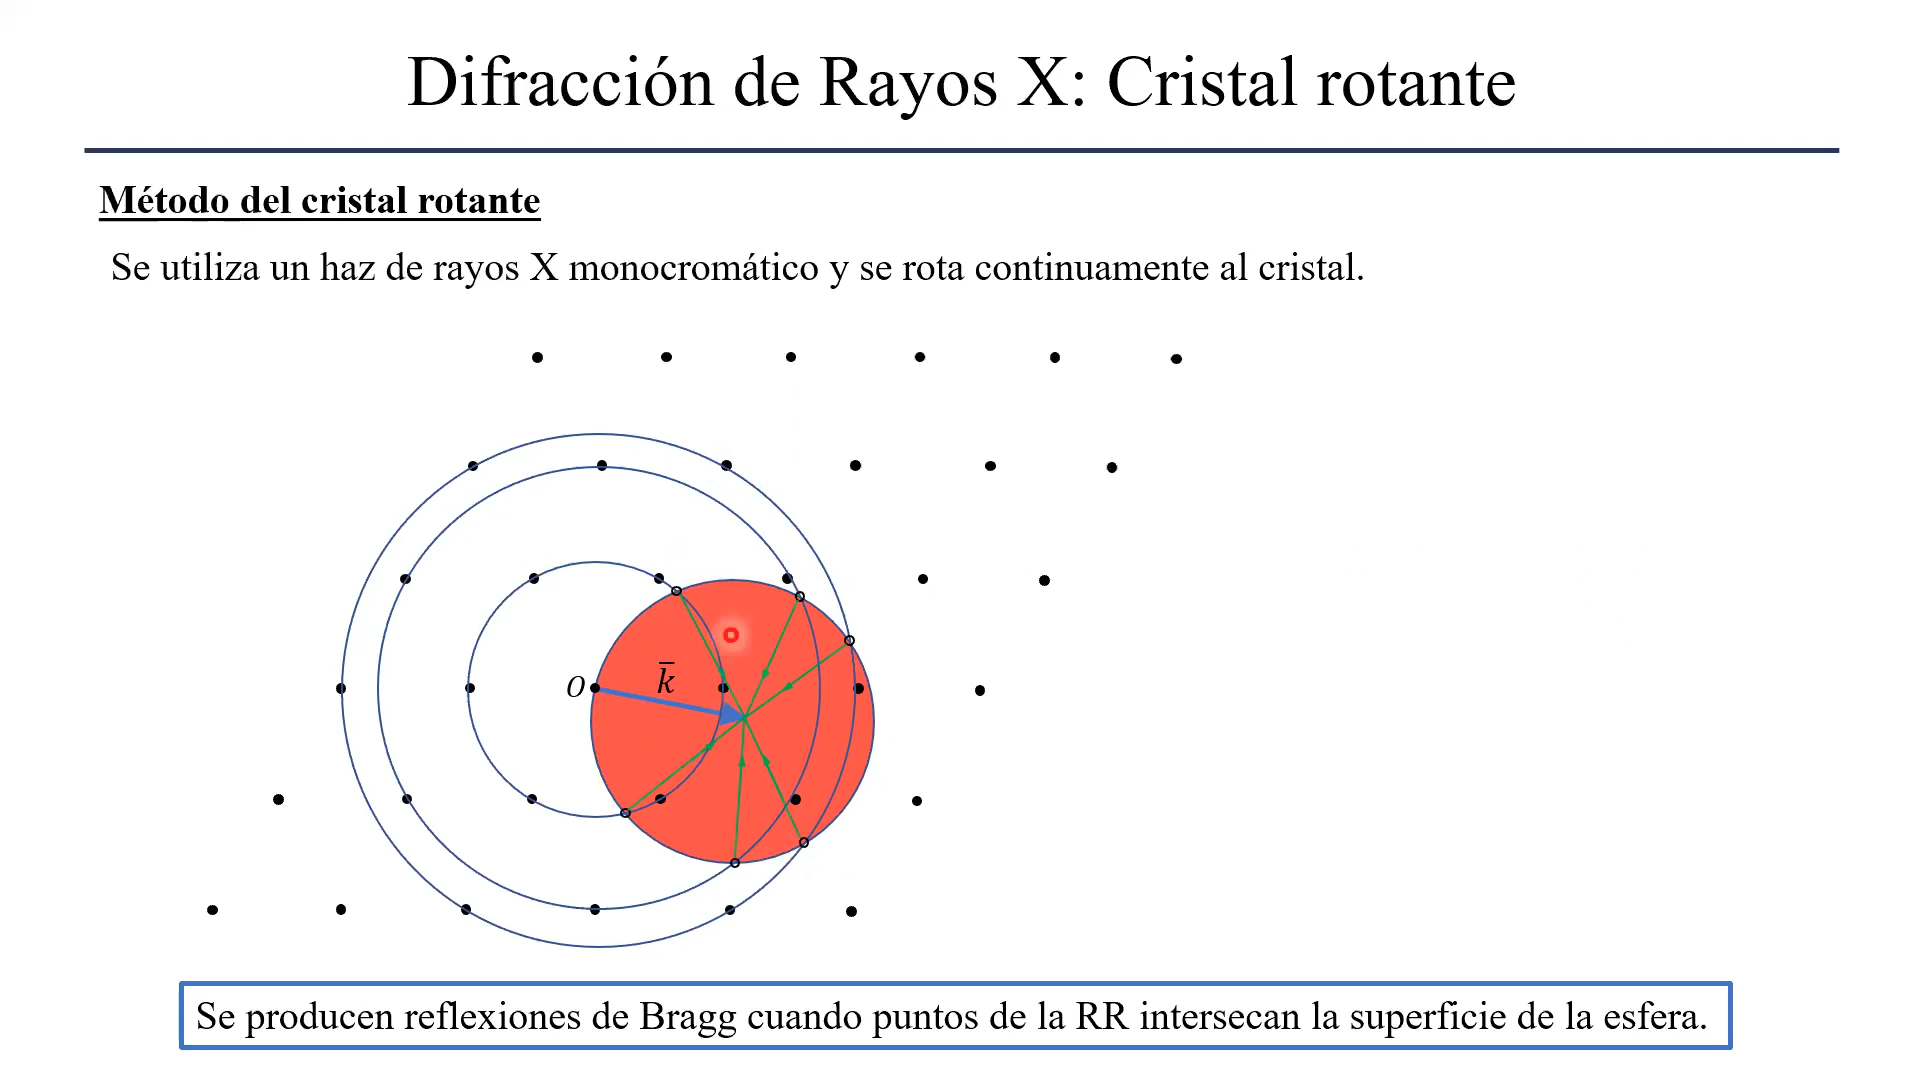 Difracción de Rayos X: Cristal rotante
Método del cristal rotante
Se utiliza un haz de rayos X monocromático y se rota continuamente al cristal.
O
k̅
Se producen reflexiones de Bragg cuando puntos de la RR intersecan la superficie de la esfera.